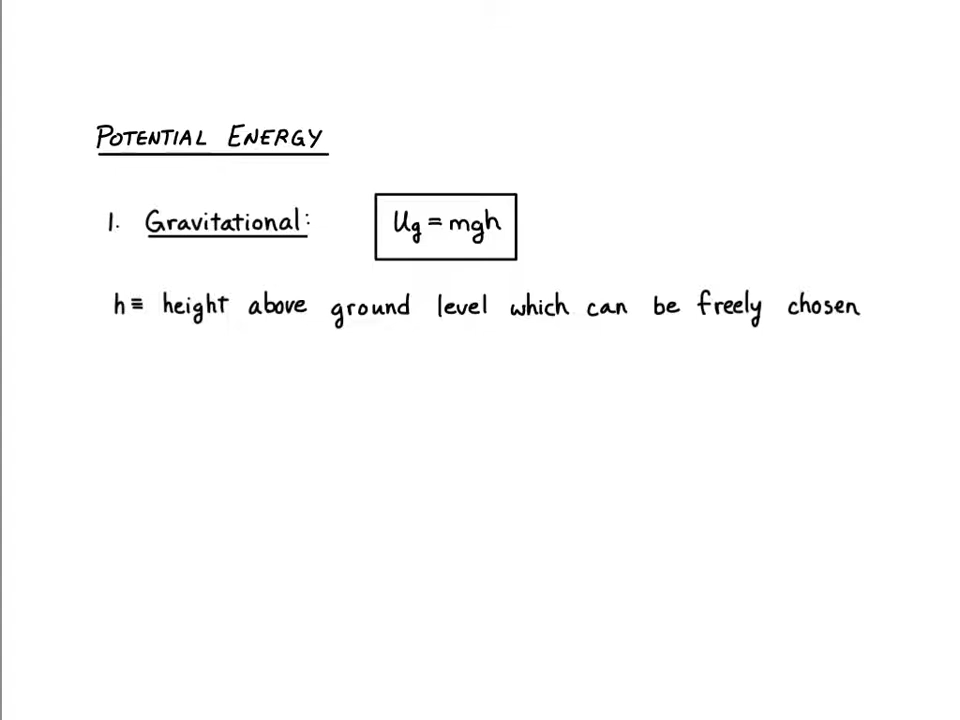 POTENTIAL ENERGY
1. Gravitational: Ug = mgh
h ≡ height above ground level which can be freely chosen